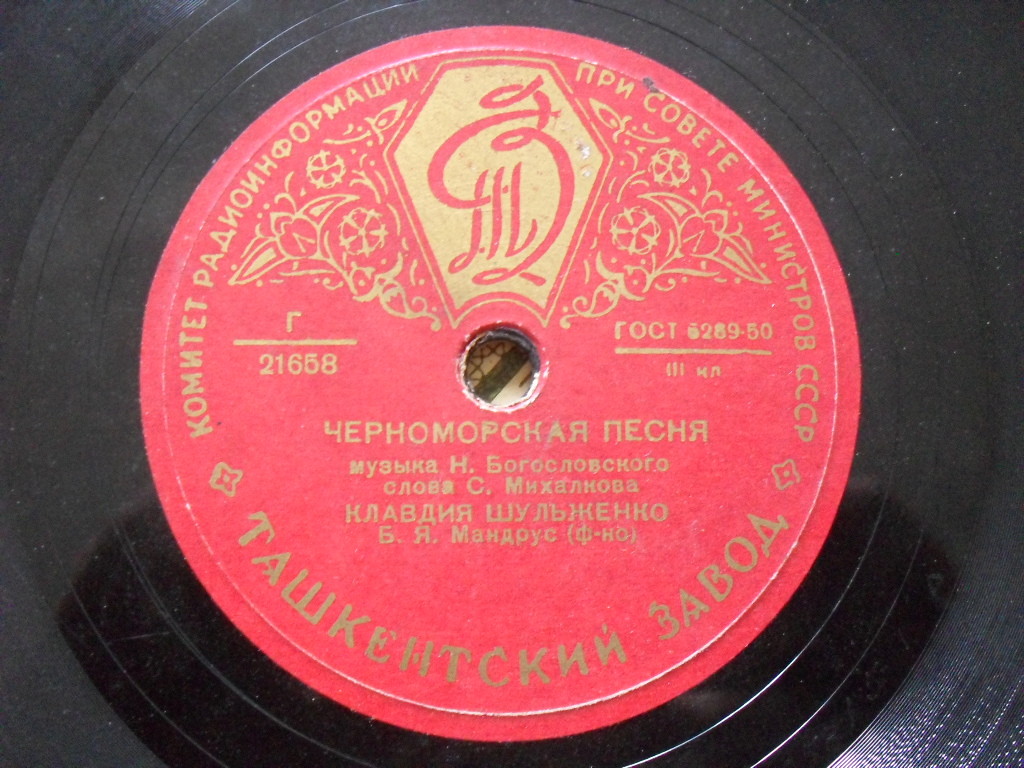 КОМИТЕТ РАДИОИНФОРМАЦИИ ПРИ СОВЕТЕ МИНИСТРОВ СССР
Г
21658
ГОСТ 6289-50
III кл
ЧЕРНОМОРСКАЯ ПЕСНЯ
музыка Н. Богословского
слова С. Михалкова
КЛАВДИЯ ШУЛЬЖЕНКО
Б. Я. Мандрус (ф-но)
ТАШКЕНТСКИЙ ЗАВОД